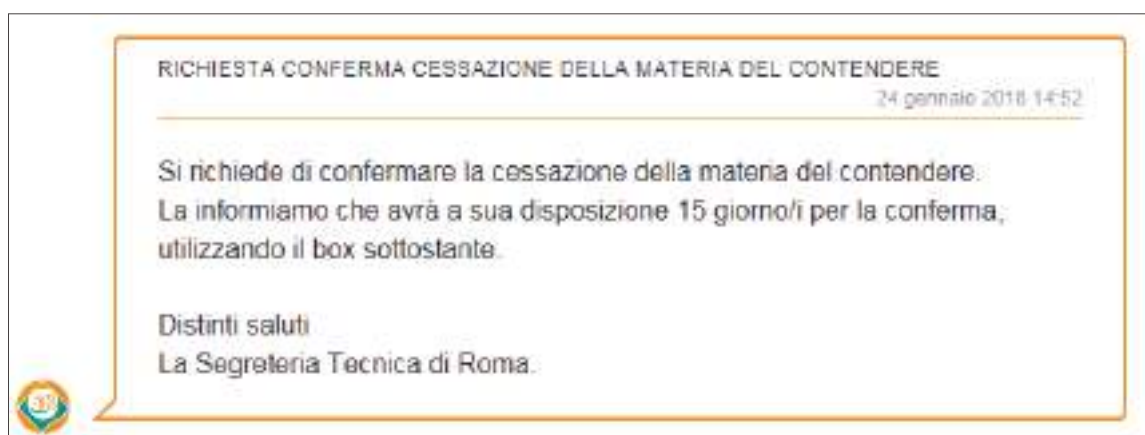 RICHIESTA CONFERMA CESSAZIONE DELLA MATERIA DEL CONTENDERE
24 gennaio 2018 14:52
Si richiede di confermare la cessazione della materia del contendere.
La informiamo che avrà a sua disposizione 15 giorno/i per la conferma,
utilizzando il box sottostante.
Distinti saluti
La Segreteria Tecnica di Roma.